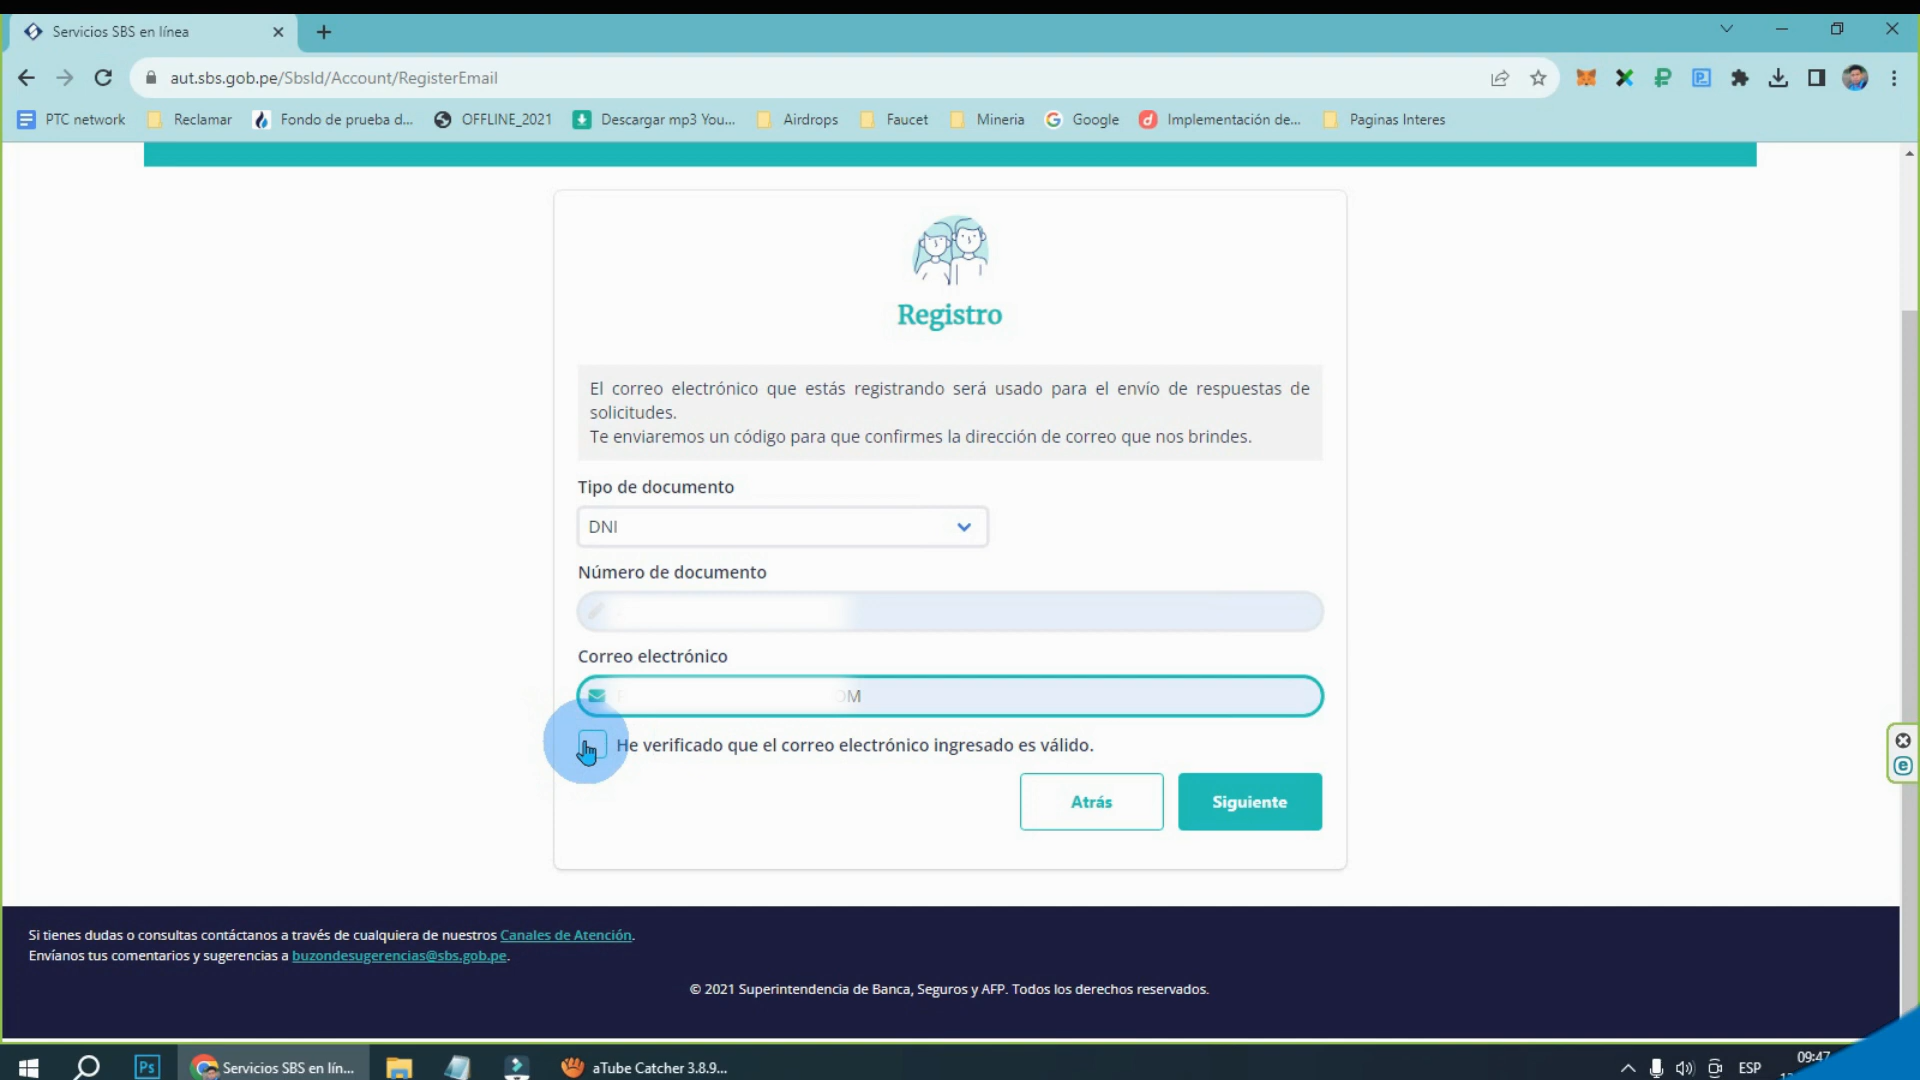 Servicios SBS en línea
aut.sbs.gob.pe/SbsId/Account/RegisterEmail
PTC network
Reclamar
Fondo de prueba d...
OFFLINE_2021
Descargar mp3 You...
Airdrops
Faucet
Mineria
Google
Implementación de...
Paginas Interes
Registro
El correo electrónico que estás registrando será usado para el envío de respuestas de
solicitudes.
Te enviaremos un código para que confirmes la dirección de correo que nos brindes.
Tipo de documento
DNI
Número de documento
Correo electrónico
OM
He verificado que el correo electrónico ingresado es válido.
Atrás
Siguiente
Si tienes dudas o consultas contáctanos a través de cualquiera de nuestros Canales de Atención.
Envíanos tus comentarios y sugerencias a buzondesugerencias@sbs.gob.pe.
© 2021 Superintendencia de Banca, Seguros y AFP. Todos los derechos reservados.
Ps
Servicios SBS en lín...
aTube Catcher 3.8.9...
ESP
09:47